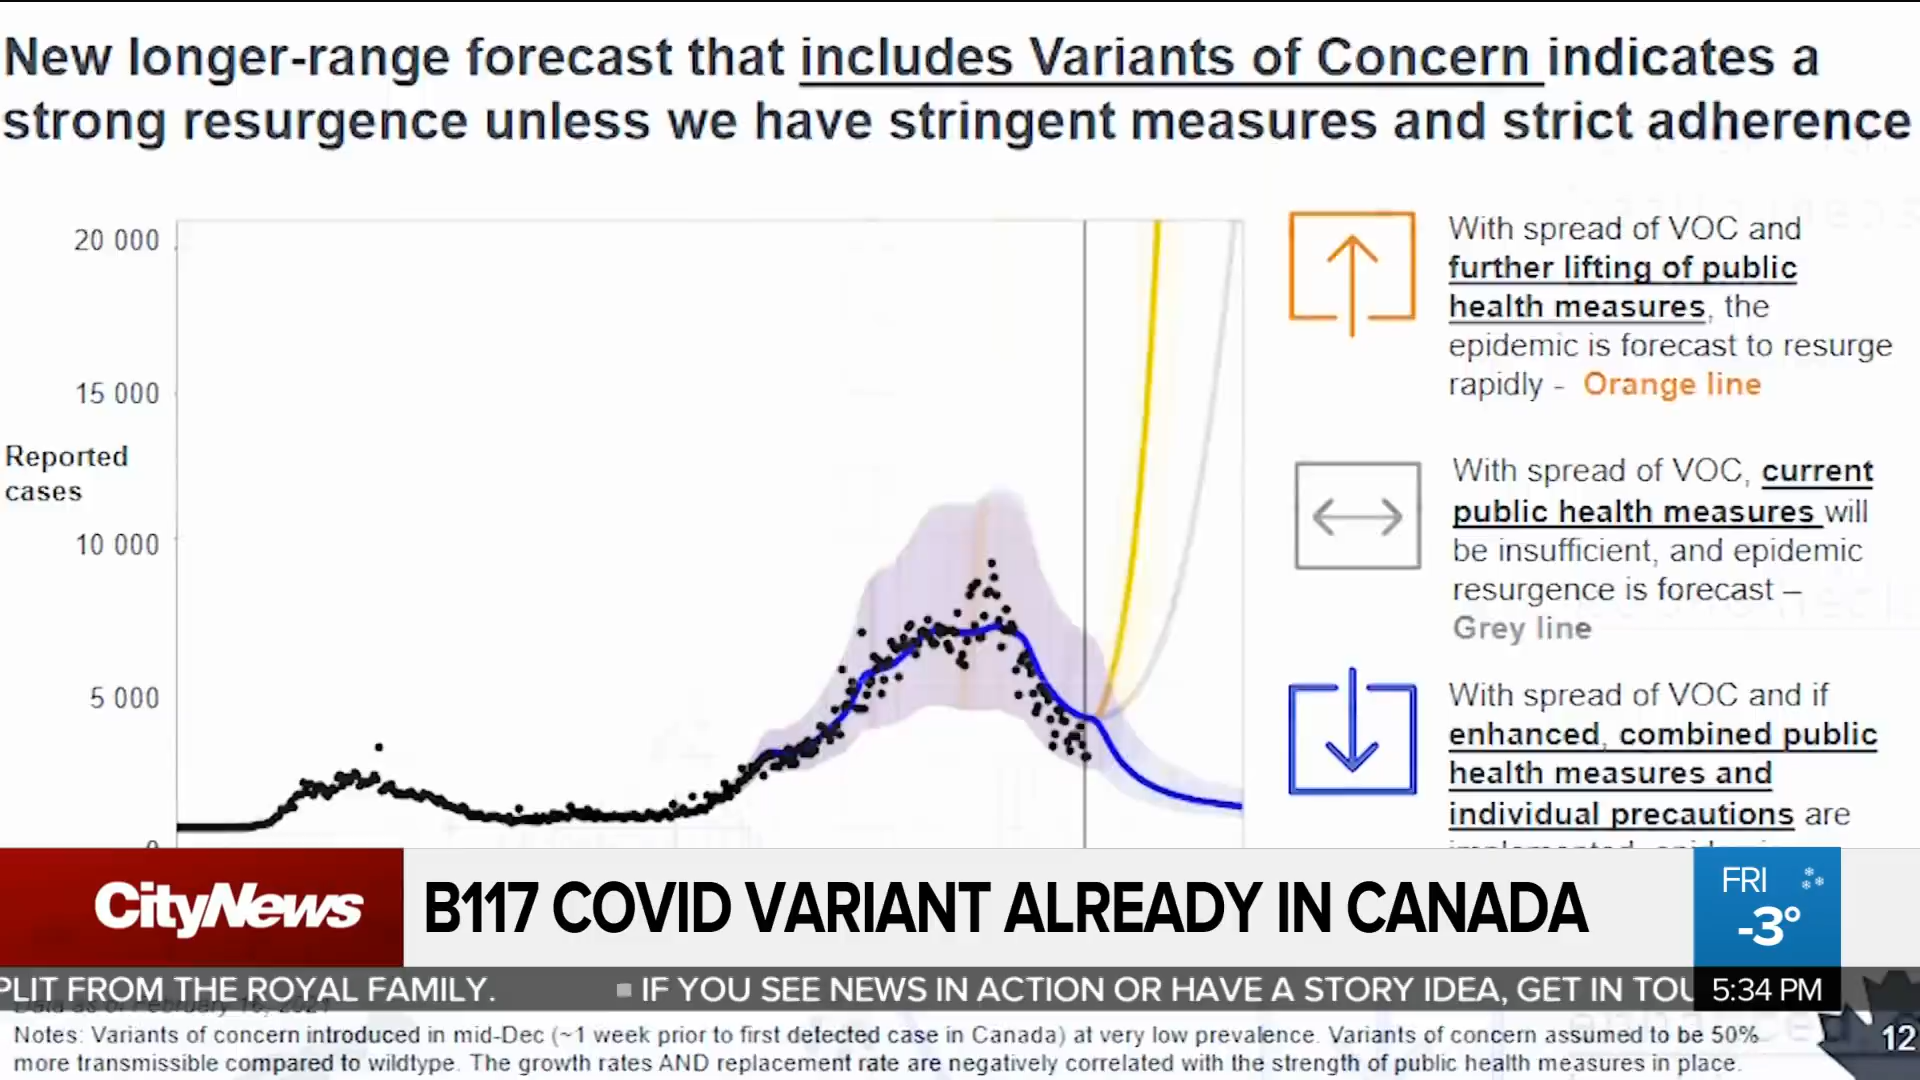 New longer-range forecast that includes Variants of Concern indicates a
strong resurgence unless we have stringent measures and strict adherence
20 000
15 000
Reported
cases
10 000
5 000
0
With spread of VOC and
further lifting of public
health measures, the
epidemic is forecast to resurge
rapidly - Orange line
With spread of VOC, current
public health measures will
be insufficient, and epidemic
resurgence is forecast –
Grey line
With spread of VOC and if
enhanced, combined public
health measures and
individual precautions are
CityNews
B117 COVID VARIANT ALREADY IN CANADA
FRI
-3°
PLIT FROM THE ROYAL FAMILY.
IF YOU SEE NEWS IN ACTION OR HAVE A STORY IDEA, GET IN TOU
5:34 PM
Data as of February 16, 2021
Notes: Variants of concern introduced in mid-Dec (~1 week prior to first detected case in Canada) at very low prevalence. Variants of concern assumed to be 50%
more transmissible compared to wildtype. The growth rates AND replacement rate are negatively correlated with the strength of public health measures in place.
12